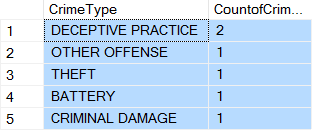 CrimeType CountofCrim...
1 DECEPTIVE PRACTICE 2
2 OTHER OFFENSE 1
3 THEFT 1
4 BATTERY 1
5 CRIMINAL DAMAGE 1